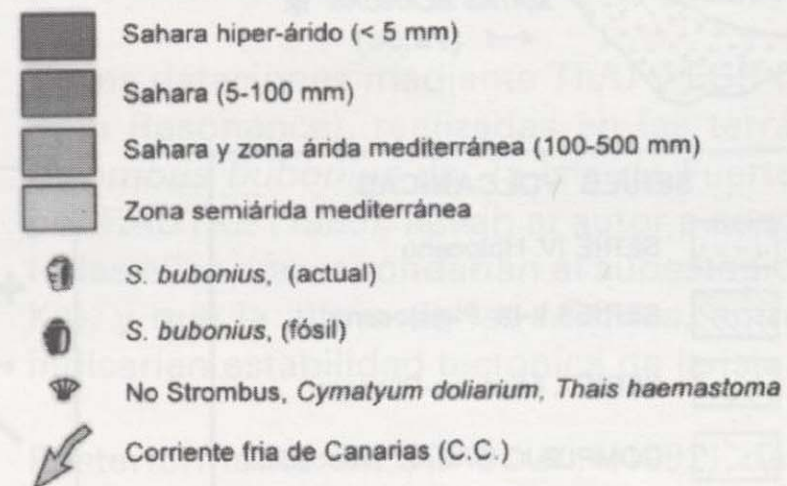 Sahara hiper-árido (< 5 mm)
Sahara (5-100 mm)
Sahara y zona árida mediterránea (100-500 mm)
Zona semiárida mediterránea
S. bubonius, (actual)
S. bubonius, (fósil)
No Strombus, Cymatyum doliarium, Thais haemastoma
Corriente fria de Canarias (C.C.)